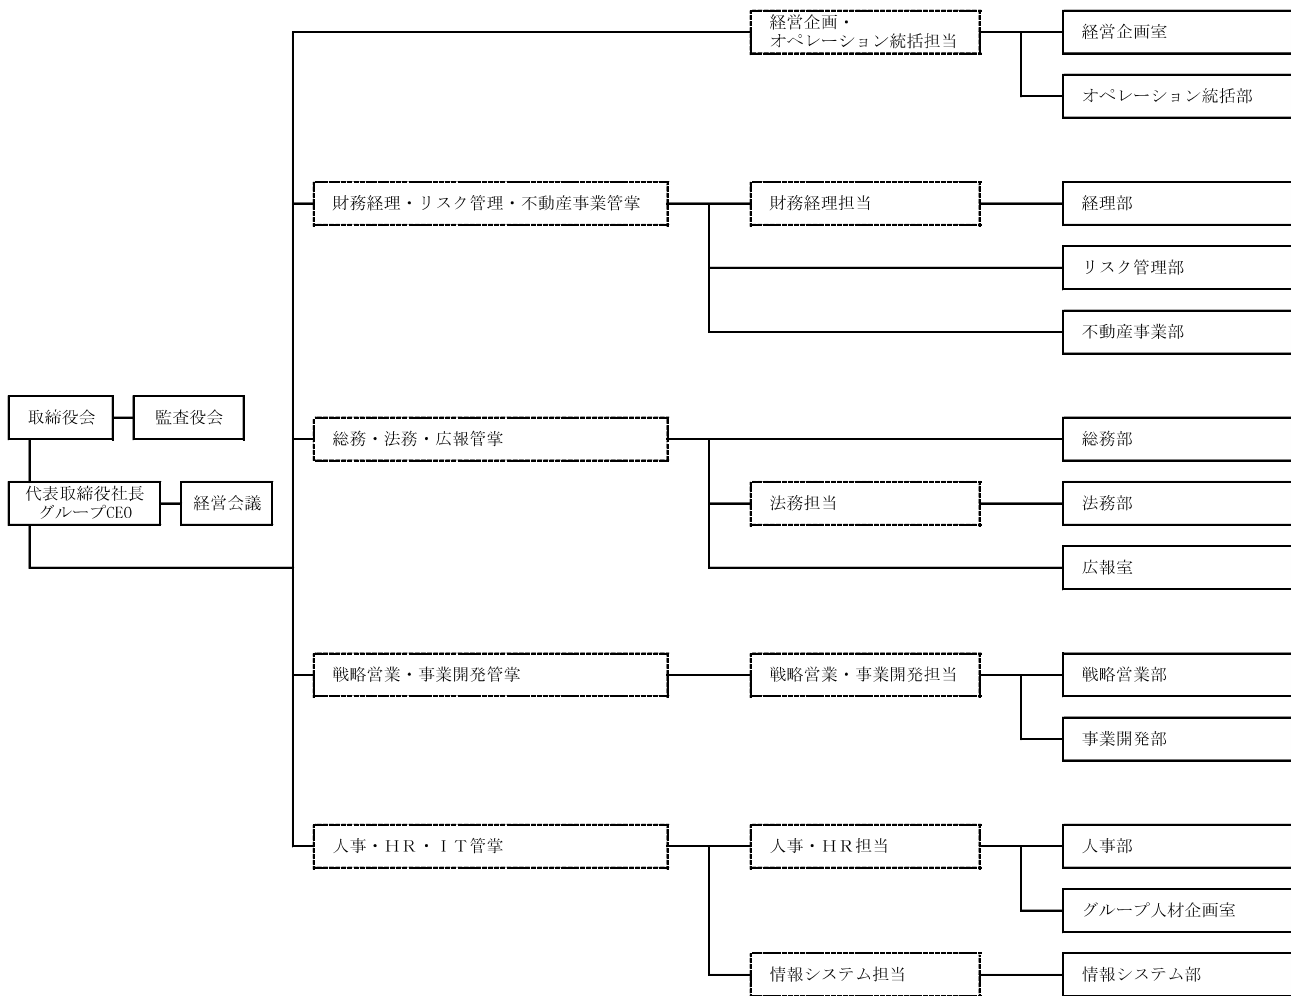 経営企画・
オペレーション統括担当
経営企画室
オペレーション統括部
財務経理・リスク管理・不動産事業管掌
財務経理担当
経理部
リスク管理部
不動産事業部
取締役会
監査役会
総務・法務・広報管掌
総務部
代表取締役社長
グループCEO
経営会議
法務担当
法務部
広報室
戦略営業・事業開発管掌
戦略営業・事業開発担当
戦略営業部
事業開発部
人事・ＨＲ・ＩＴ管掌
人事・ＨＲ担当
人事部
グループ人材企画室
情報システム担当
情報システム部